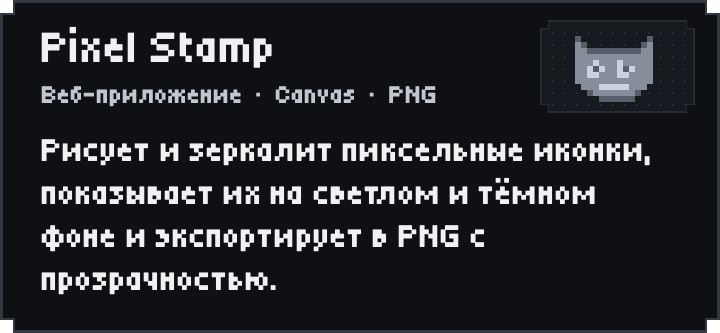 Pixel Stamp
Веб-приложение · Canvas · PNG
Рисует и зеркалит пиксельные иконки,
показывает их на светлом и тёмном
фоне и экспортирует в PNG с
прозрачностью.